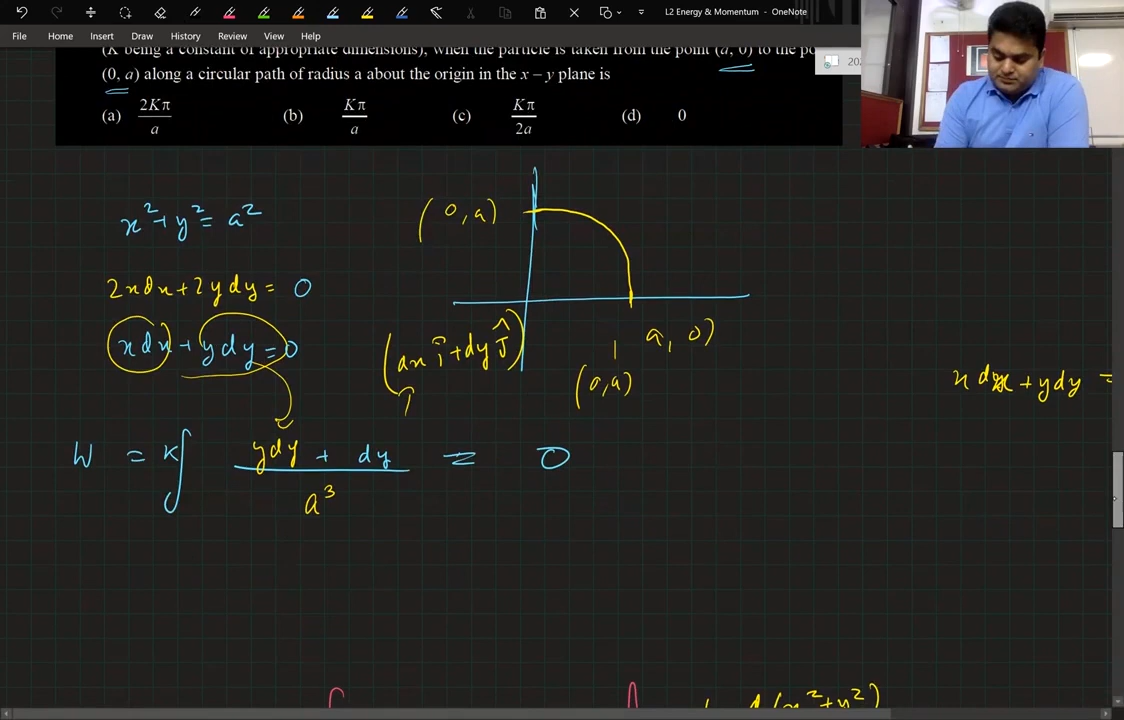 L2 Energy & Momentum - OneNote
File Home Insert Draw History Review View Help
(K being a constant of appropriate dimensions), when the particle is taken from the point (a, 0) to the po
(0, a) along a circular path of radius a about the origin in the x – y plane is
(a) 2Kπ/a (b) Kπ/a (c) Kπ/2a (d) 0
x² + y² = a²
(0, a)
2xdx + 2ydy = 0
xdx + ydy = 0
(dx î + dy ĵ)
a, 0)
(0, a)
x dx + y dy =
W = K∫ (ydy + dy)/a³ = 0
d(x² + y²)